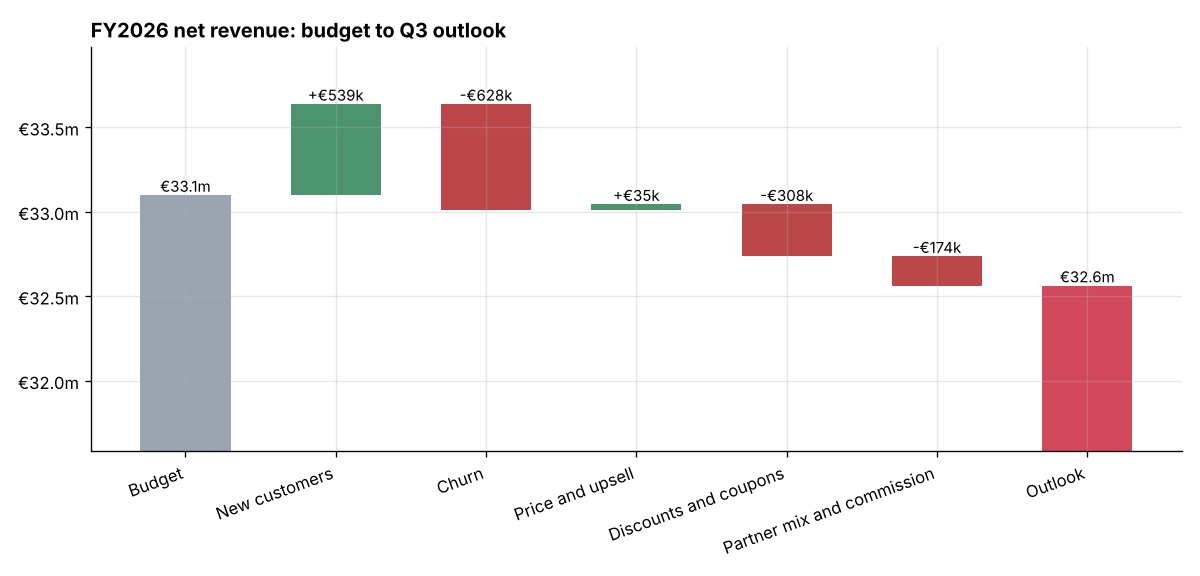 FY2026 net revenue: budget to Q3 outlook
€33.5m
€33.0m
€32.5m
€32.0m
€33.1m
+€539k
-€628k
+€35k
-€308k
-€174k
€32.6m
Budget
New customers
Churn
Price and upsell
Discounts and coupons
Partner mix and commission
Outlook